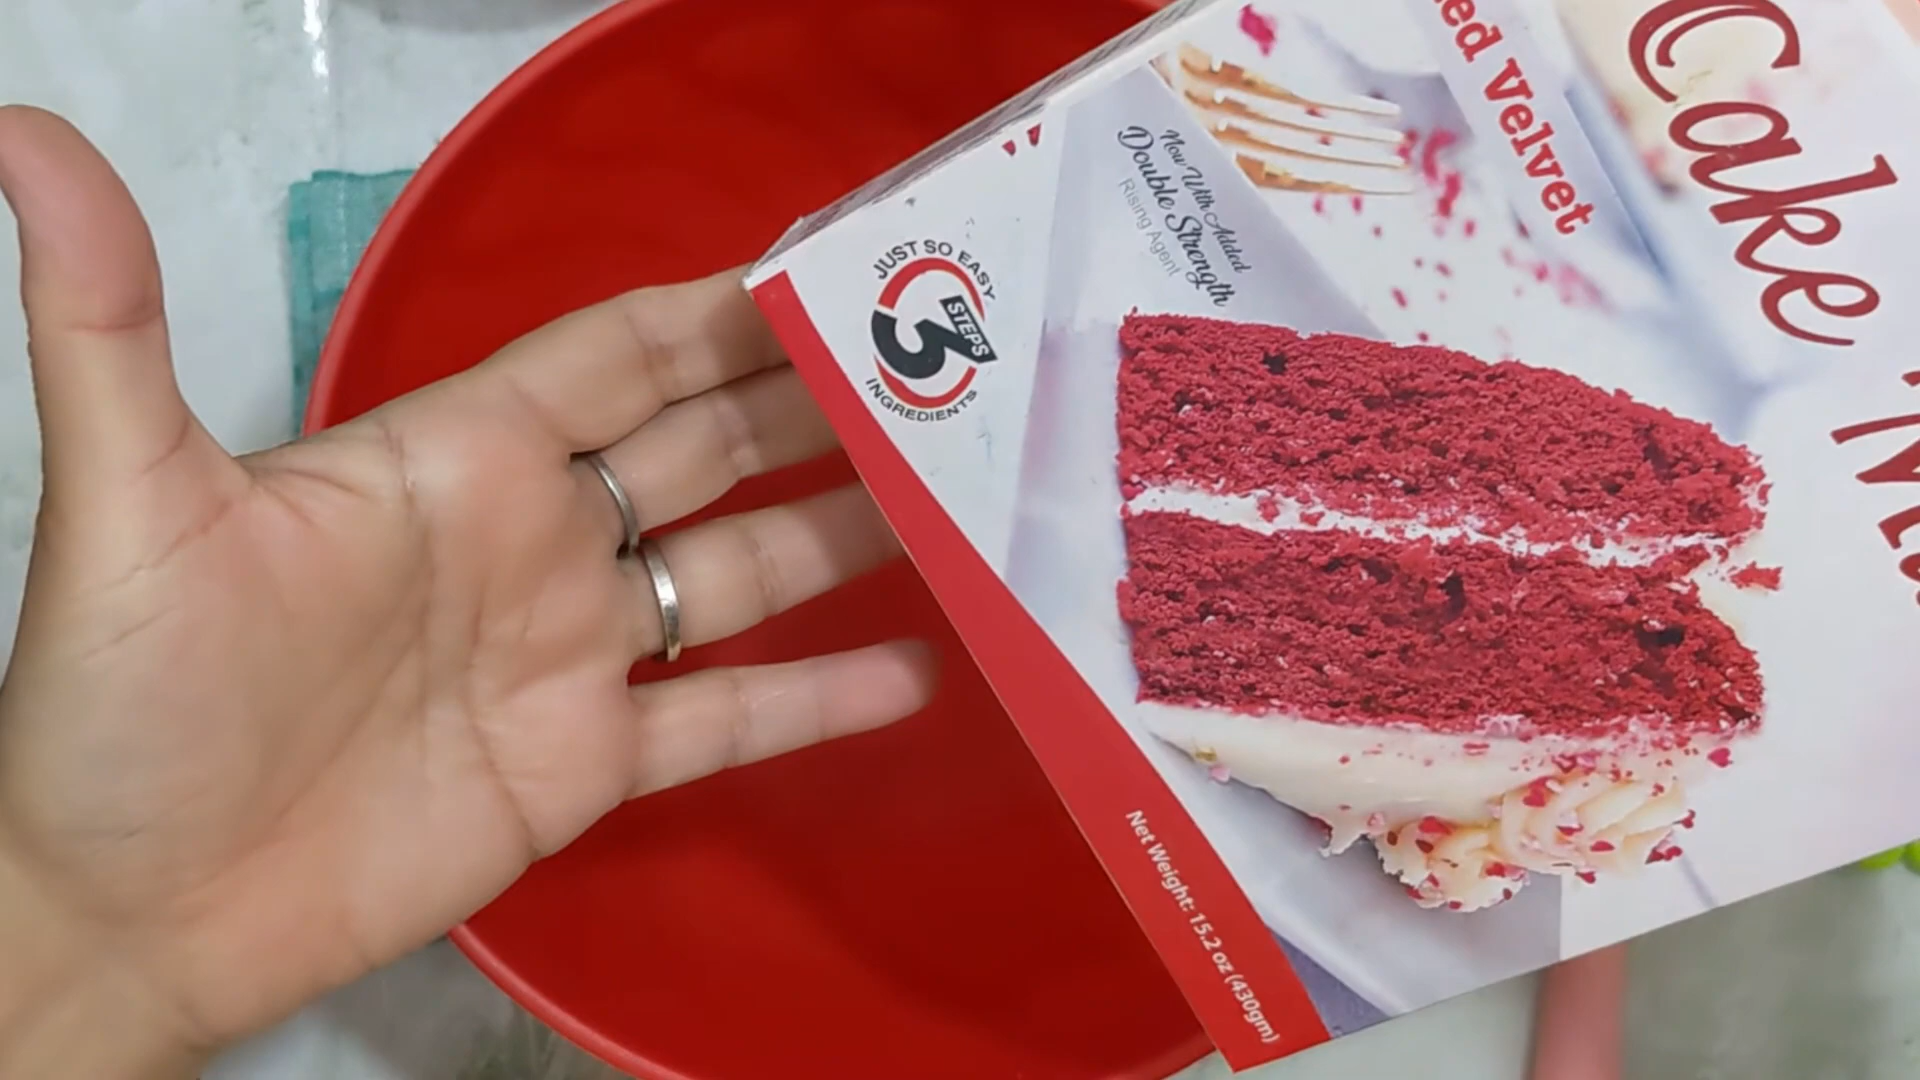 Cake
ed Velvet
Now With Added
Double Strength
Rising Agent
JUST SO EASY
3
STEPS
INGREDIENTS
Net Weight: 15.2 oz (430gm)